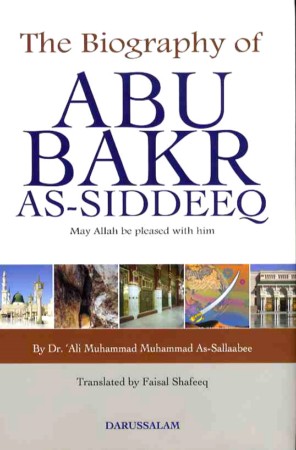 The Biography of
ABU
BAKR
AS-SIDDEEQ
May Allah be pleased with him
By Dr. 'Ali Muhammad Muhammad As-Sallaabee
Translated by Faisal Shafeeq
DARUSSALAM